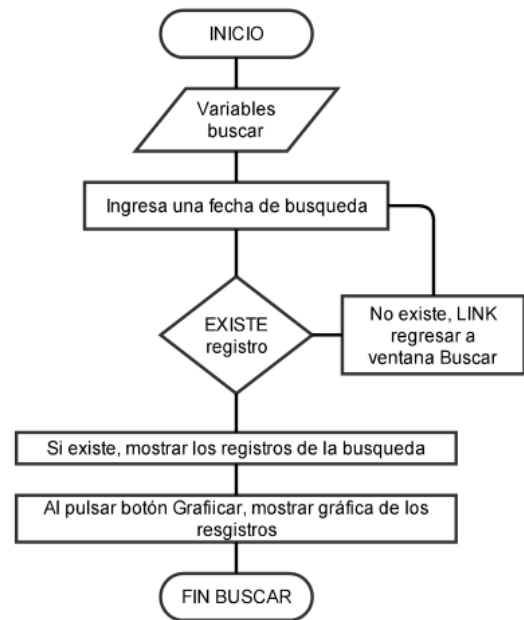 INICIO
Variables
buscar
Ingresa una fecha de busqueda
EXISTE
registro
No existe, LINK
regresar a
ventana Buscar
Si existe, mostrar los registros de la busqueda
Al pulsar botón Grafiicar, mostrar gráfica de los
resgistros
FIN BUSCAR